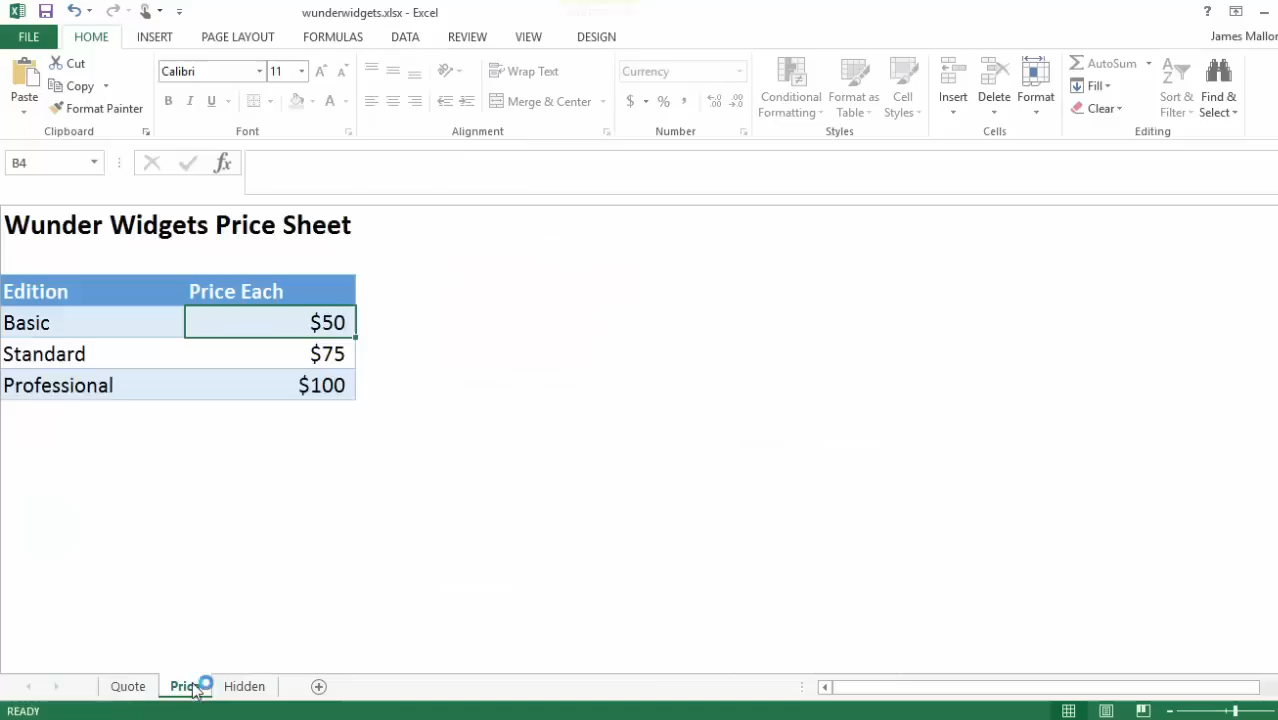 wunderwidgets.xlsx - Excel
?
FILE HOME INSERT PAGE LAYOUT FORMULAS DATA REVIEW VIEW DESIGN
James Mallor
Paste
Cut
Copy
Format Painter
Clipboard
Calibri 11
B I U A
Font
Wrap Text
Merge & Center
Alignment
Currency
$ % ,
Number
Conditional
Formatting
Format as
Table
Cell
Styles
Styles
Insert
Delete
Format
Cells
AutoSum
Fill
Clear
Sort &
Filter
Find &
Select
Editing
B4
fx
Wunder Widgets Price Sheet
Edition Price Each
Basic $50
Standard $75
Professional $100
Quote Hidden
READY